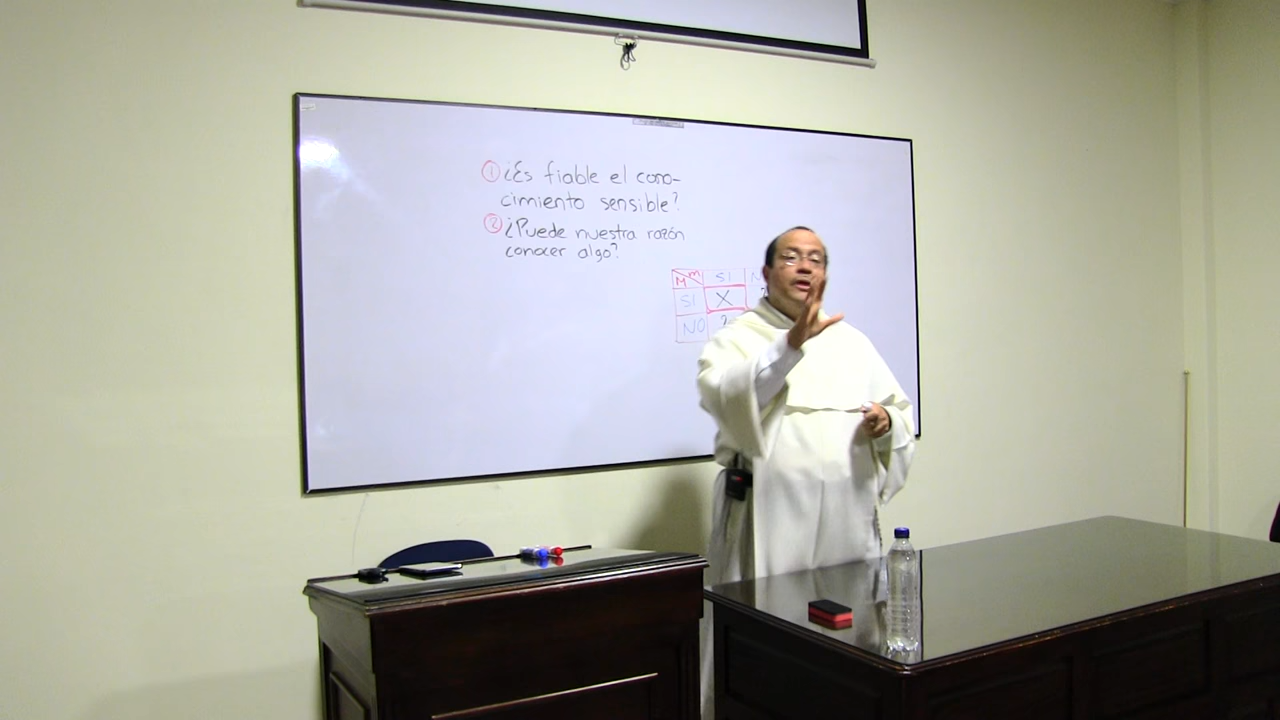 ① ¿Es fiable el cono-
cimiento sensible?
② ¿Puede nuestra razón
conocer algo?
M m SI
SI X
NO ?